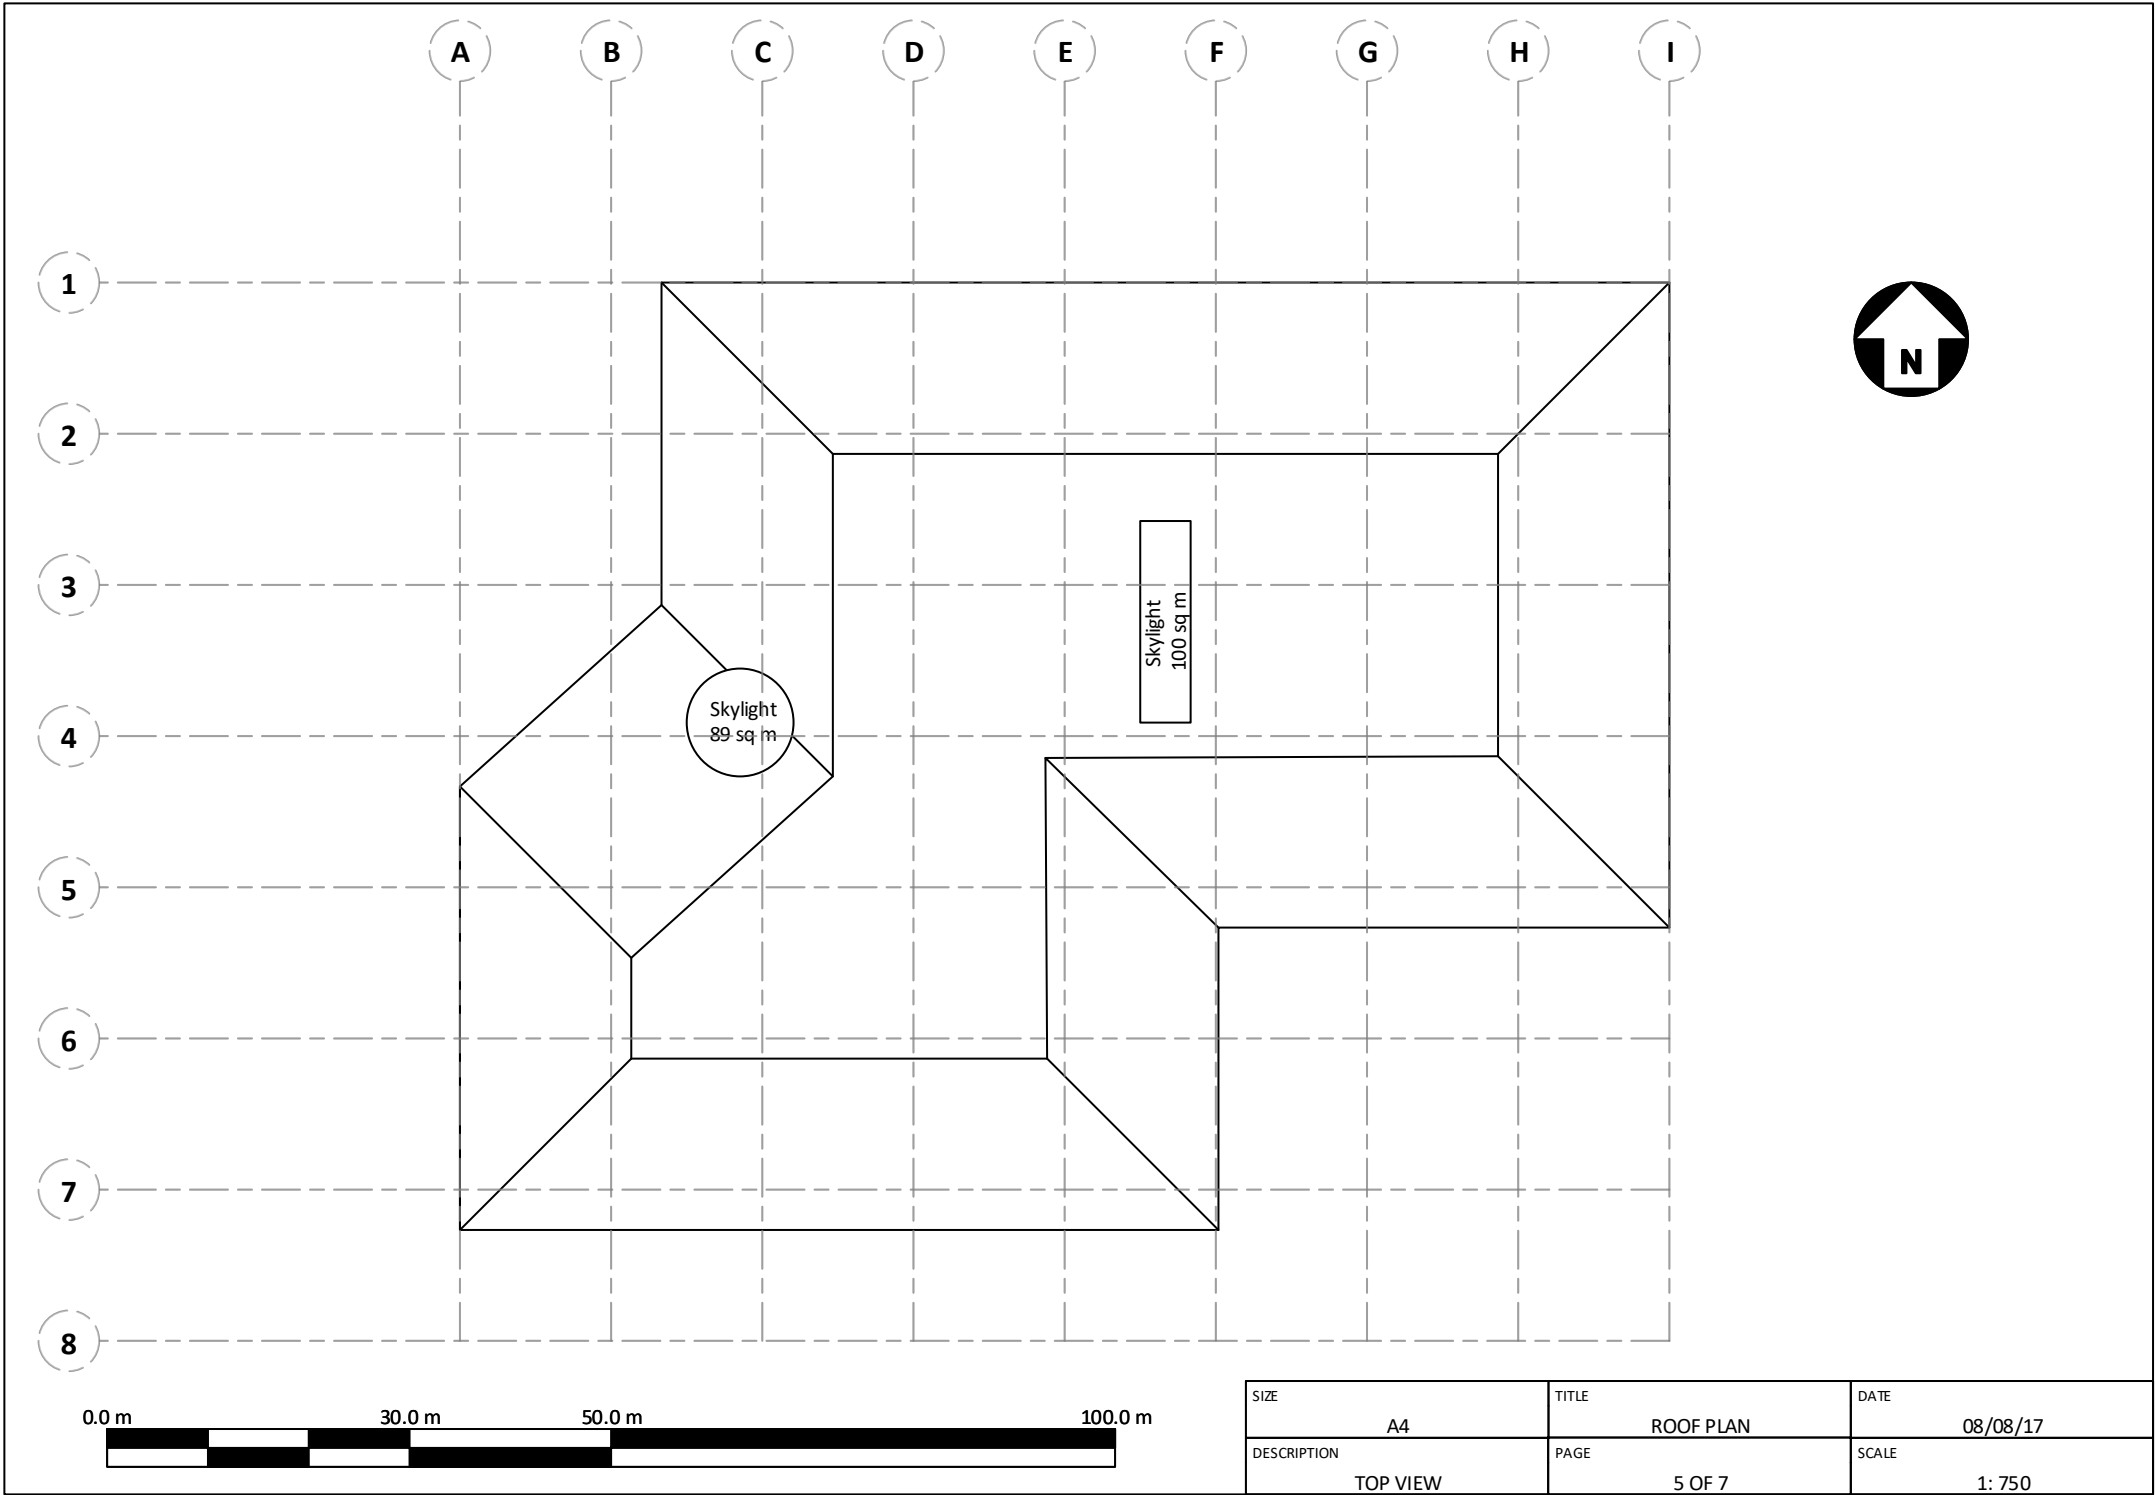 A B C D E F G H I
1
N
2
3
Skylight
100 sq m
Skylight
89 sq m
4
5
6
7
8
0.0 m 30.0 m 50.0 m 100.0 m
SIZE TITLE DATE
A4 ROOF PLAN 08/08/17
DESCRIPTION PAGE SCALE
TOP VIEW 5 OF 7 1: 750